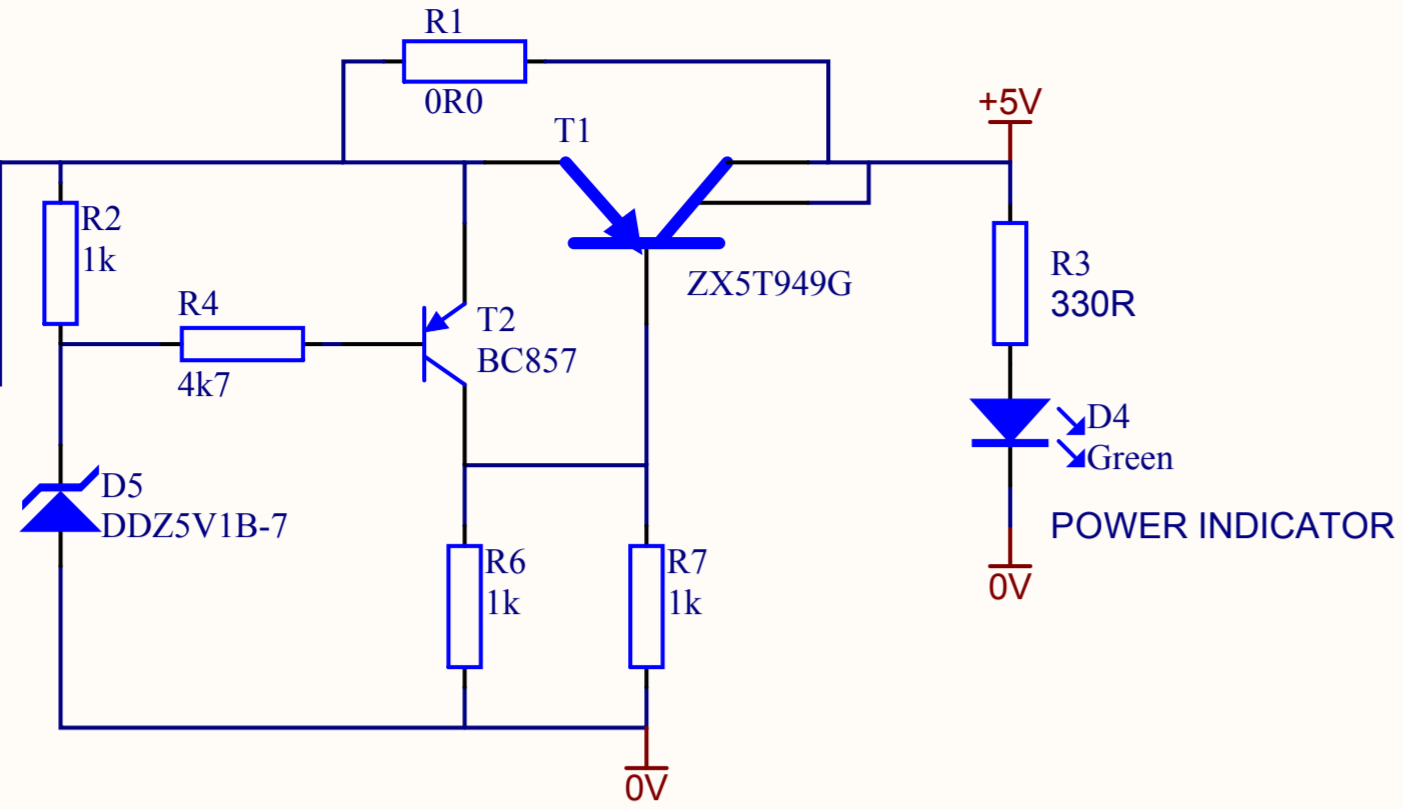 R1
0R0
+5V
T1
R2
1k
ZX5T949G
R3
330R
R4
4k7
T2
BC857
D4
Green
D5
DDZ5V1B-7
POWER INDICATOR
R6
1k
R7
1k
0V
0V